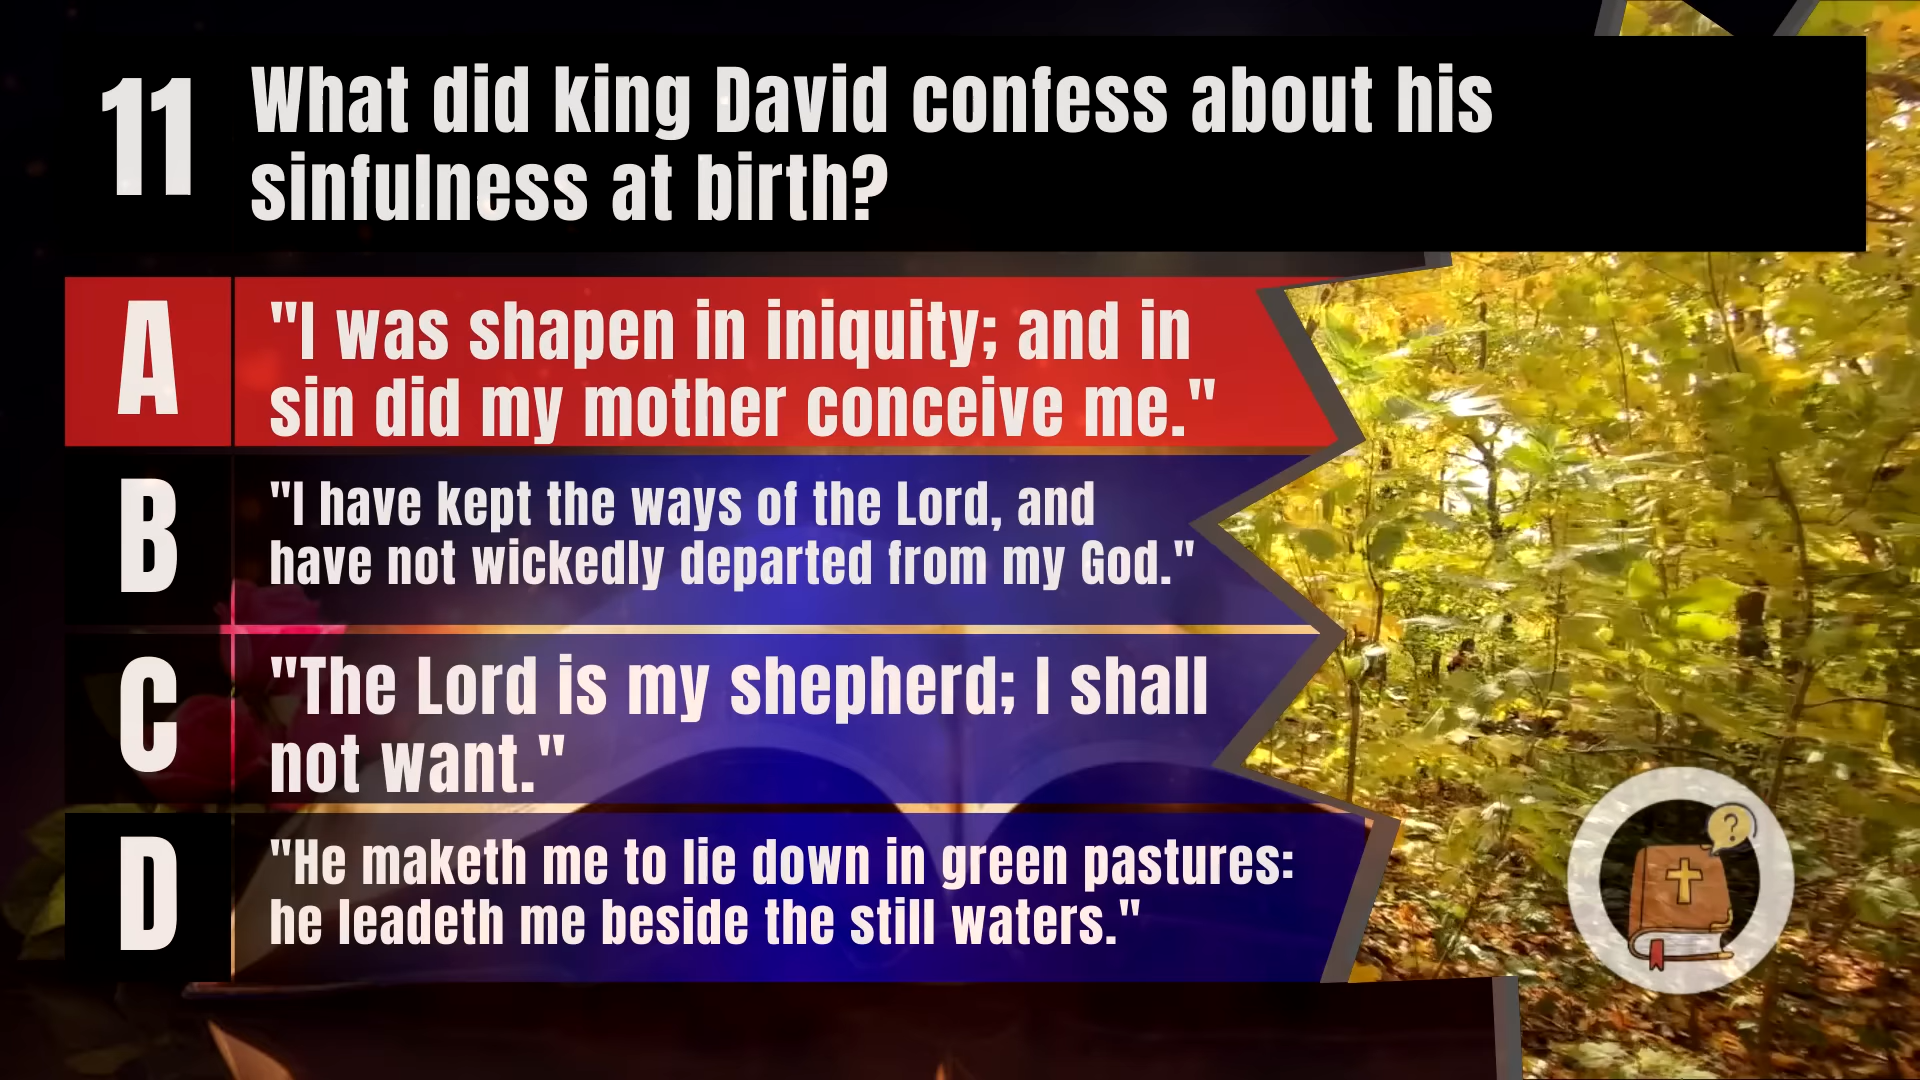 11
What did king David confess about his
sinfulness at birth?
A
"I was shapen in iniquity; and in
sin did my mother conceive me."
B
"I have kept the ways of the Lord, and
have not wickedly departed from my God."
C
"The Lord is my shepherd; I shall
not want."
D
"He maketh me to lie down in green pastures:
he leadeth me beside the still waters."
?